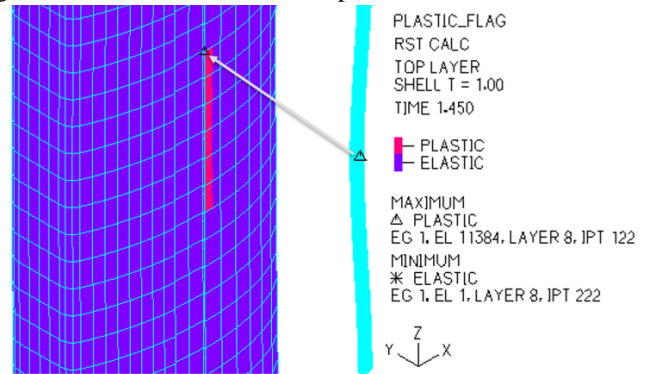 PLASTIC_FLAG
RST CALC
TOP LAYER
SHELL T = 1.00
TIME 1.450
PLASTIC
ELASTIC
MAXIMUM
△ PLASTIC
EG 1, EL 11384, LAYER 8, IPT 122
MINIMUM
* ELASTIC
EG 1, EL 1, LAYER 8, IPT 222
Z
Y X